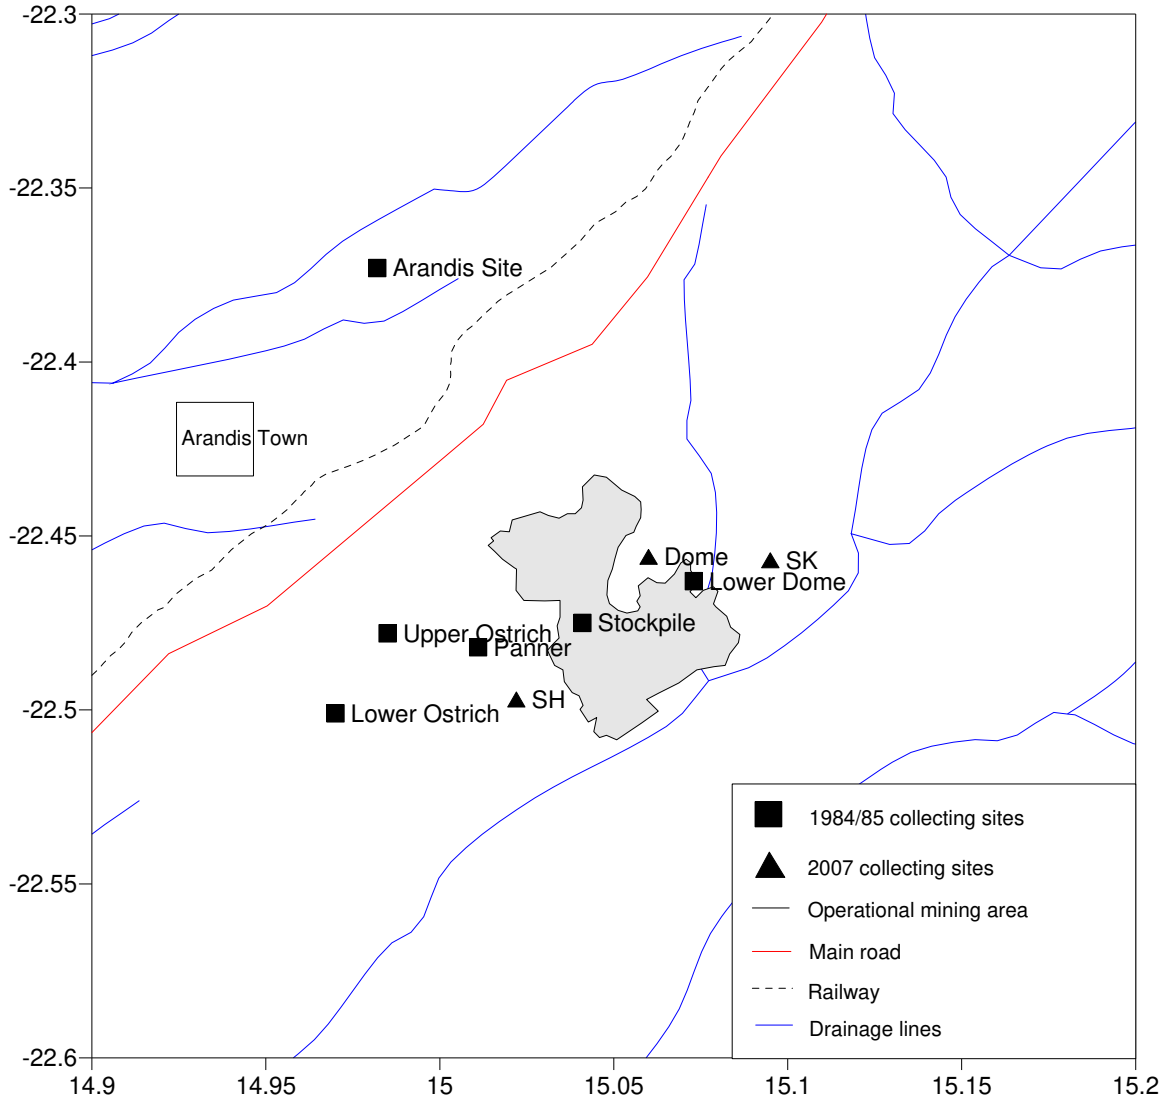 -22.3
-22.35
Arandis Site
-22.4
Arandis Town
-22.45
Dome
SK
Lower Dome
Stockpile
Upper Ostrich
Panner
SH
-22.5
Lower Ostrich
1984/85 collecting sites
2007 collecting sites
-22.55
Operational mining area
Main road
Railway
Drainage lines
-22.6
14.9 14.95 15 15.05 15.1 15.15 15.2